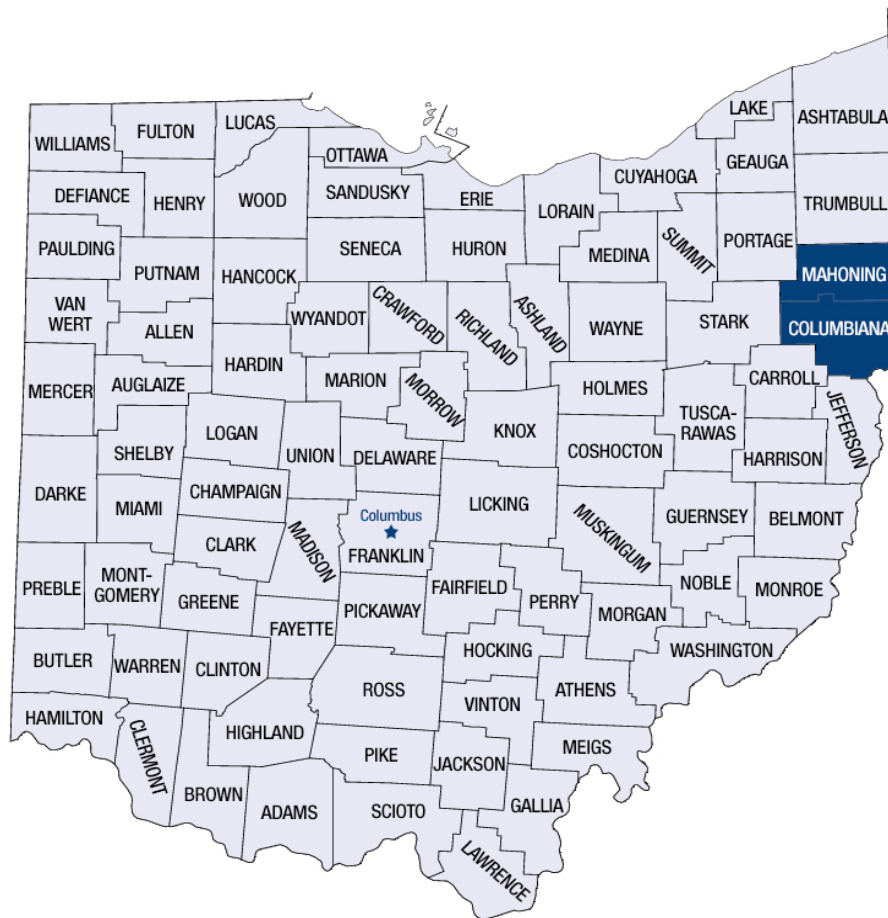 LAKE
ASHTABULA
LUCAS
FULTON
WILLIAMS
OTTAWA
GEAUGA
CUYAHOGA
DEFIANCE
HENRY
WOOD
SANDUSKY
ERIE
LORAIN
TRUMBULL
PAULDING
PUTNAM
HANCOCK
SENECA
HURON
MEDINA
SUMMIT
PORTAGE
MAHONING
VAN
WERT
ALLEN
WYANDOT
CRAWFORD
RICHLAND
ASHLAND
WAYNE
STARK
COLUMBIANA
MERCER
AUGLAIZE
HARDIN
MARION
MORROW
HOLMES
CARROLL
JEFFERSON
SHELBY
LOGAN
UNION
DELAWARE
KNOX
COSHOCTON
TUSCA-
RAWAS
HARRISON
DARKE
MIAMI
CHAMPAIGN
Columbus
LICKING
MUSKINGUM
GUERNSEY
BELMONT
CLARK
MADISON
FRANKLIN
PREBLE
MONT-
GOMERY
GREENE
FAYETTE
PICKAWAY
FAIRFIELD
PERRY
MORGAN
NOBLE
MONROE
BUTLER
WARREN
CLINTON
ROSS
HOCKING
ATHENS
WASHINGTON
HAMILTON
CLERMONT
HIGHLAND
PIKE
VINTON
JACKSON
MEIGS
BROWN
ADAMS
SCIOTO
GALLIA
LAWRENCE